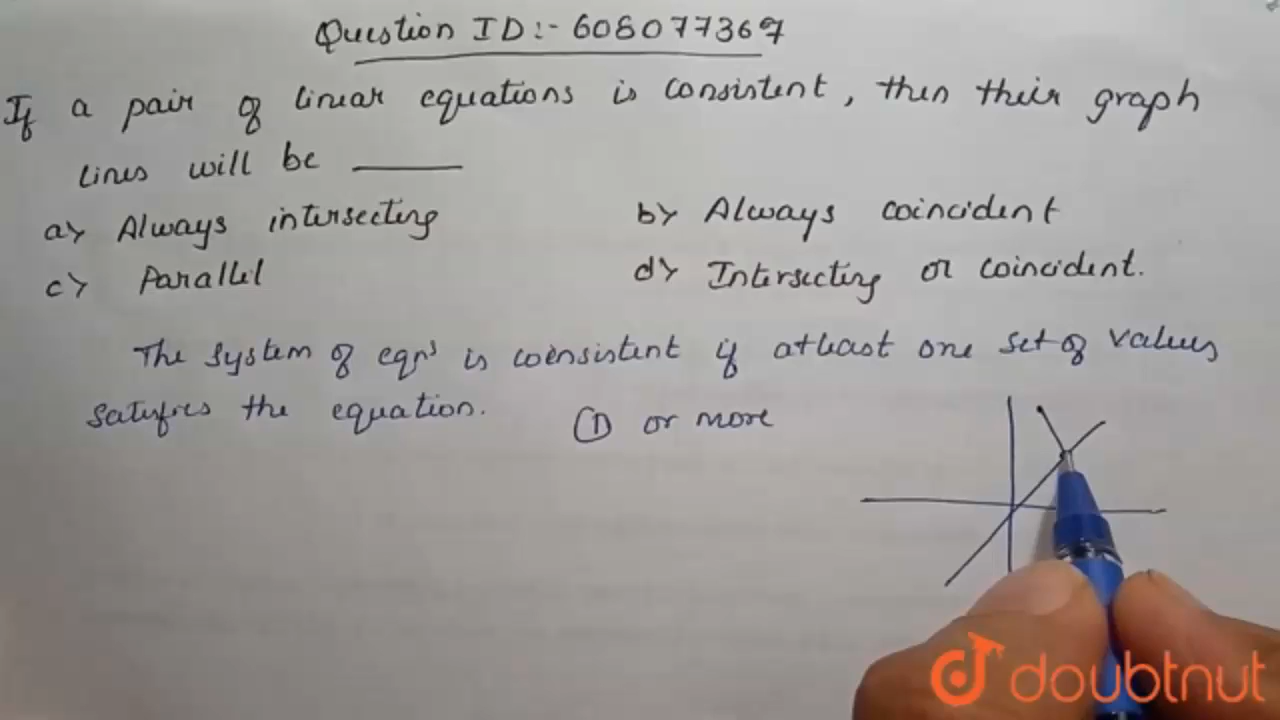 Question ID:- 608077367
If a pair of linear equations is consistent, then their graph
lines will be ______
a) Always intersecting
b) Always coincident
c) Parallel
d) Intersecting or coincident.
The system of eqns is coensistent if atleast one set of values
satisfies the equation.
① or more
doubtnut